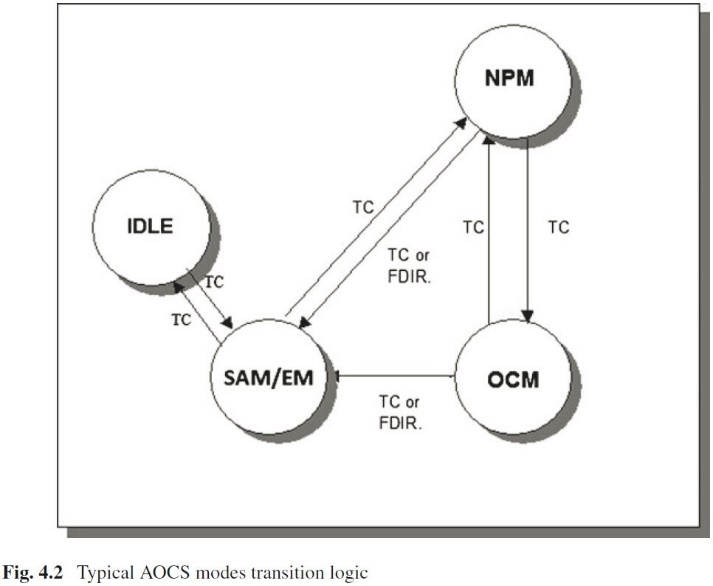 NPM
IDLE
TC
TC
TC
TC or
FDIR.
TC
TC
SAM/EM
OCM
TC or
FDIR.
Fig. 4.2 Typical AOCS modes transition logic